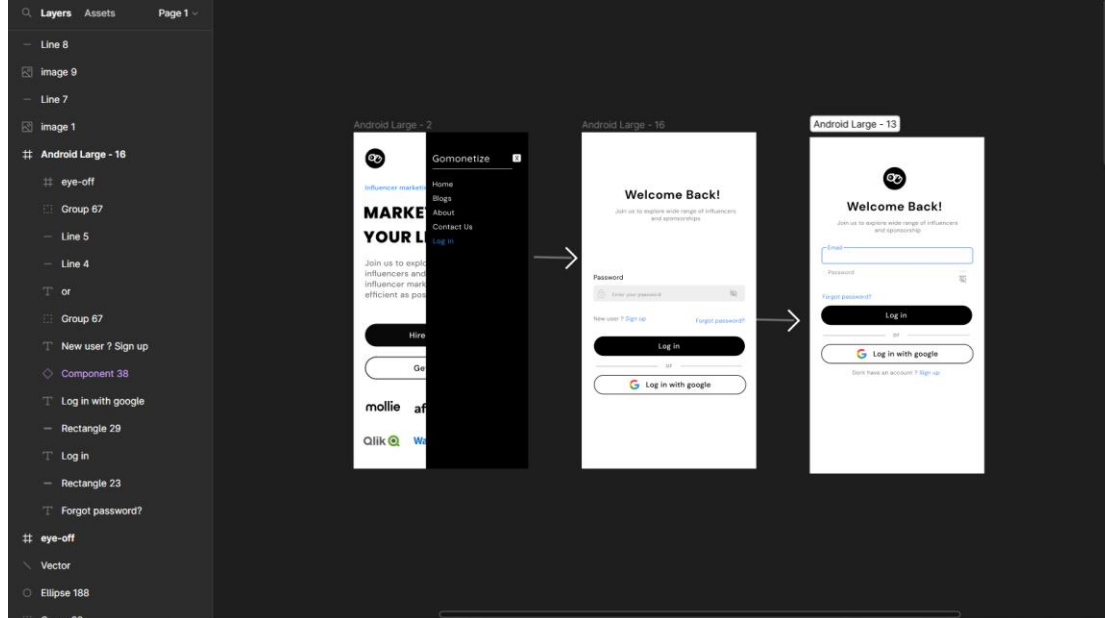 Layers Assets Page 1
Line 8
image 9
Line 7
image 1
Android Large - 16
eye-off
Group 67
Line 5
Line 4
or
Group 67
New user ? Sign up
Component 38
Log in with google
Rectangle 29
Log in
Rectangle 23
Forgot password?
eye-off
Vector
Ellipse 188
Android Large - 2
Influencer marketi
MARKE
YOUR LI
Join us to explo
influencers and
influencer mark
efficient as pos
Hire
Ge
mollie af
Qlik Wa
Gomonetize X
Home
Blogs
About
Contact Us
Log in
Android Large - 16
Welcome Back!
Join us to explore wide range of influencers
and sponsorships
Password
Enter your password
New user ? Sign up Forgot password?
Log in
or
Log in with google
Android Large - 13
Welcome Back!
Join us to explore wide range of influencers
and sponsorship
Email
Password
Forgot password?
Log in
or
Log in with google
Dont have an account ? Sign up